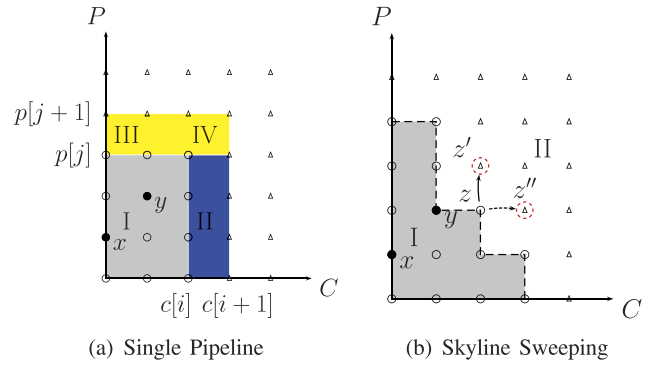 P
p[j+1]
III
IV
p[j]
y
I
II
x
c[i]
c[i+1]
C
(a) Single Pipeline
P
z′
II
z
z″
y
I
x
C
(b) Skyline Sweeping